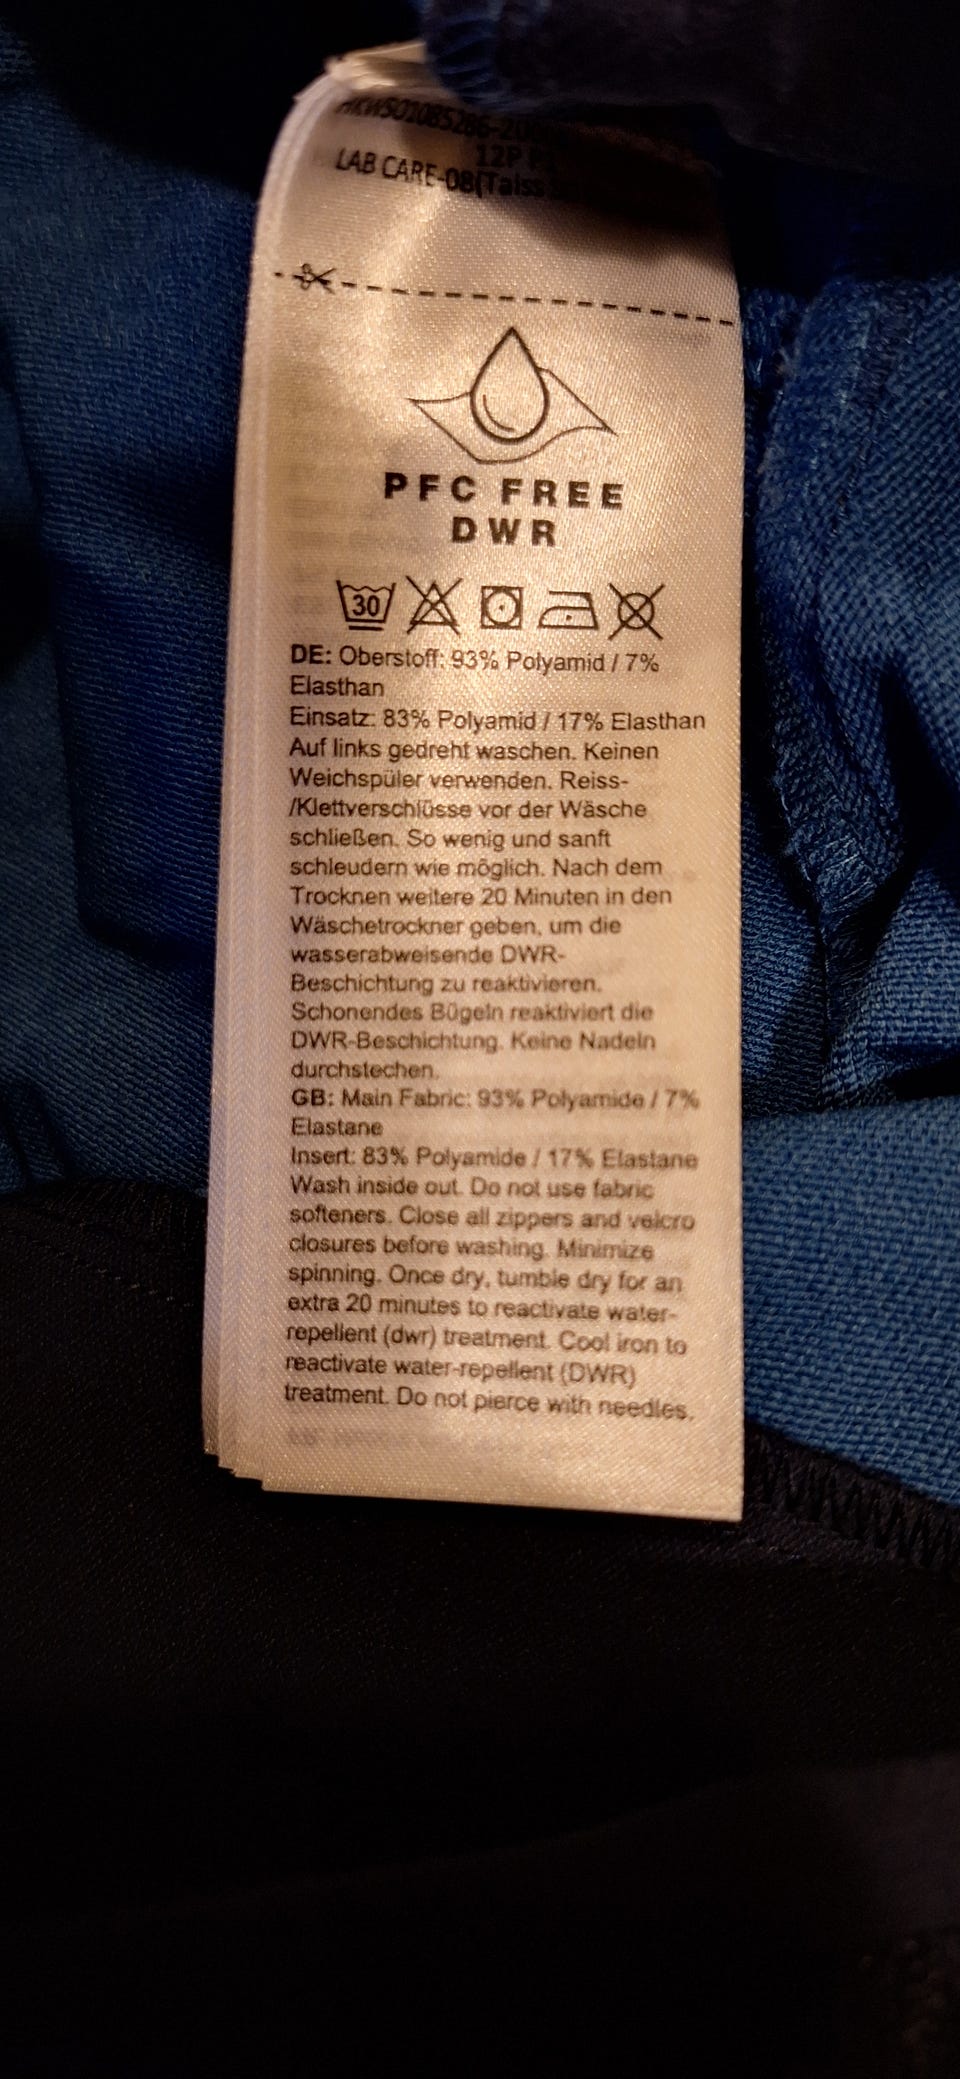 12P
LAB CARE-08(Talss
PFC FREE
DWR
30
DE: Oberstoff: 93% Polyamid / 7%
Elasthan
Einsatz: 83% Polyamid / 17% Elasthan
Auf links gedreht waschen. Keinen
Weichspüler verwenden. Reiss-
/Klettverschlüsse vor der Wäsche
schließen. So wenig und sanft
schleudern wie möglich. Nach dem
Trocknen weitere 20 Minuten in den
Wäschetrockner geben, um die
wasserabweisende DWR-
Beschichtung zu reaktivieren.
Schonendes Bügeln reaktiviert die
DWR-Beschichtung. Keine Nadeln
durchstechen.
GB: Main Fabric: 93% Polyamide / 7%
Elastane
Insert: 83% Polyamide / 17% Elastane
Wash inside out. Do not use fabric
softeners. Close all zippers and velcro
closures before washing. Minimize
spinning. Once dry, tumble dry for an
extra 20 minutes to reactivate water-
repellent (dwr) treatment. Cool iron to
reactivate water-repellent (DWR)
treatment. Do not pierce with needles.